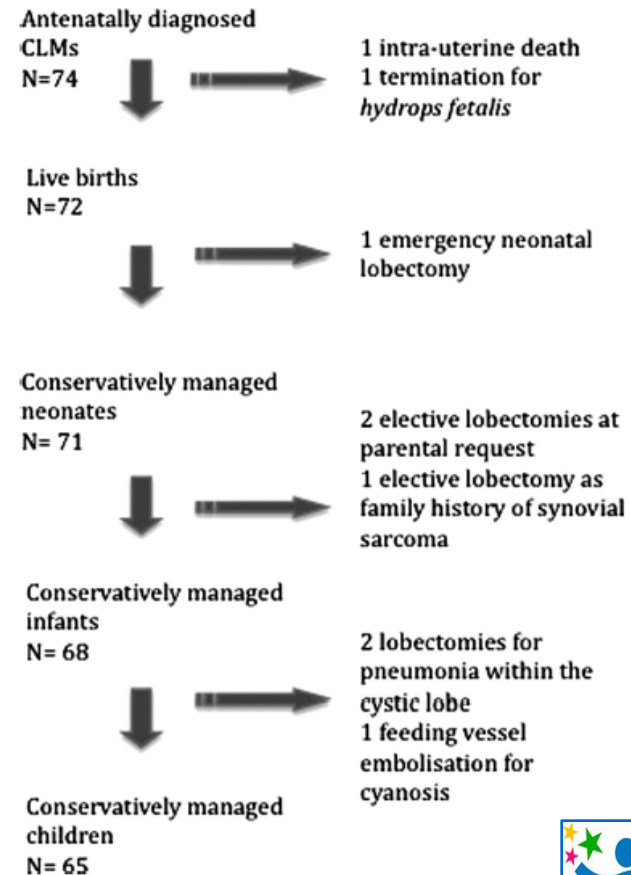 Antenatally diagnosed
CLMs
N=74
1 intra-uterine death
1 termination for
hydrops fetalis
Live births
N=72
1 emergency neonatal
lobectomy
Conservatively managed
neonates
N= 71
2 elective lobectomies at
parental request
1 elective lobectomy as
family history of synovial
sarcoma
Conservatively managed
infants
N= 68
2 lobectomies for
pneumonia within the
cystic lobe
1 feeding vessel
embolisation for
cyanosis
Conservatively managed
children
N= 65